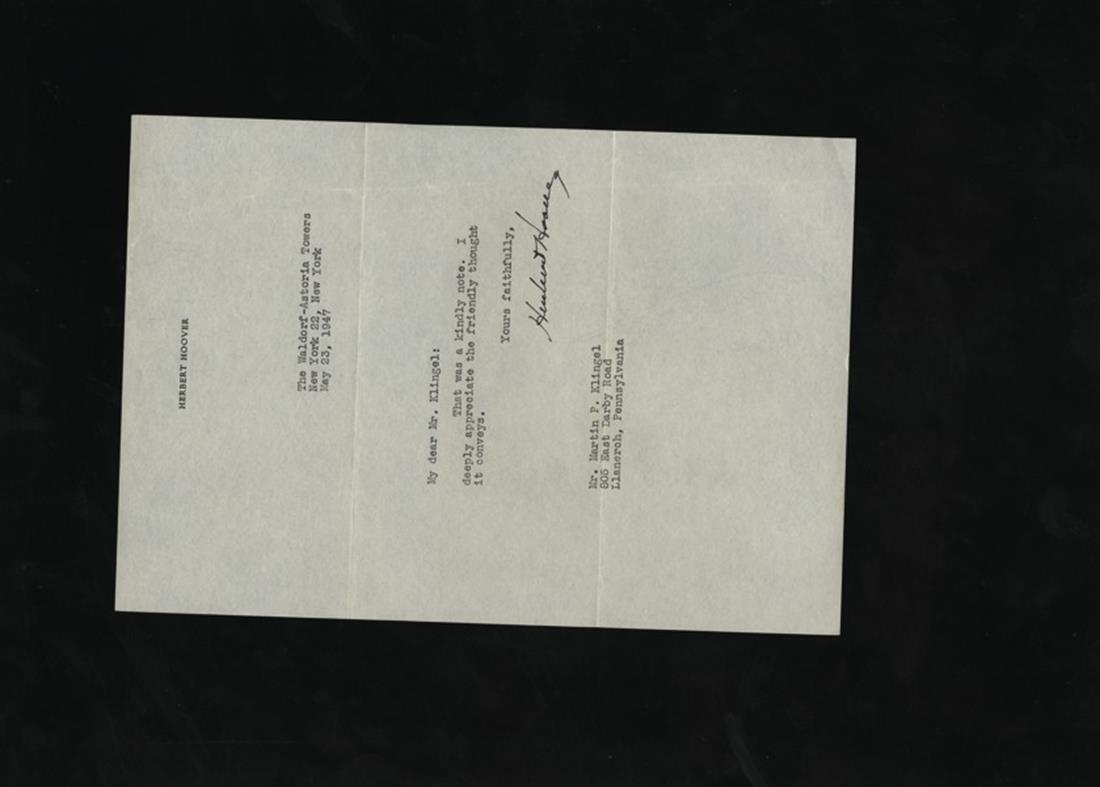 HERBERT HOOVER
The Waldorf-Astoria Towers
New York 22, New York
May 23, 1947
My dear Mr. Klingel:
That was a kindly note. I
deeply appreciate the friendly thought
it conveys.
Yours faithfully,
Herbert Hoover
Mr. Martin P. Klingel
805 East Darby Road
Llanerch, Pennsylvania